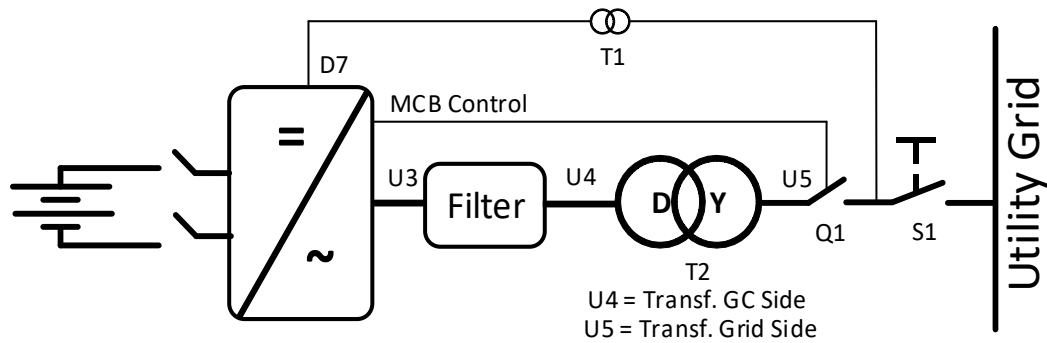 T1
D7
MCB Control
=
~
U3
Filter
U4
D
Y
U5
Q1
S1
T2
U4 = Transf. GC Side
U5 = Transf. Grid Side
Utility Grid